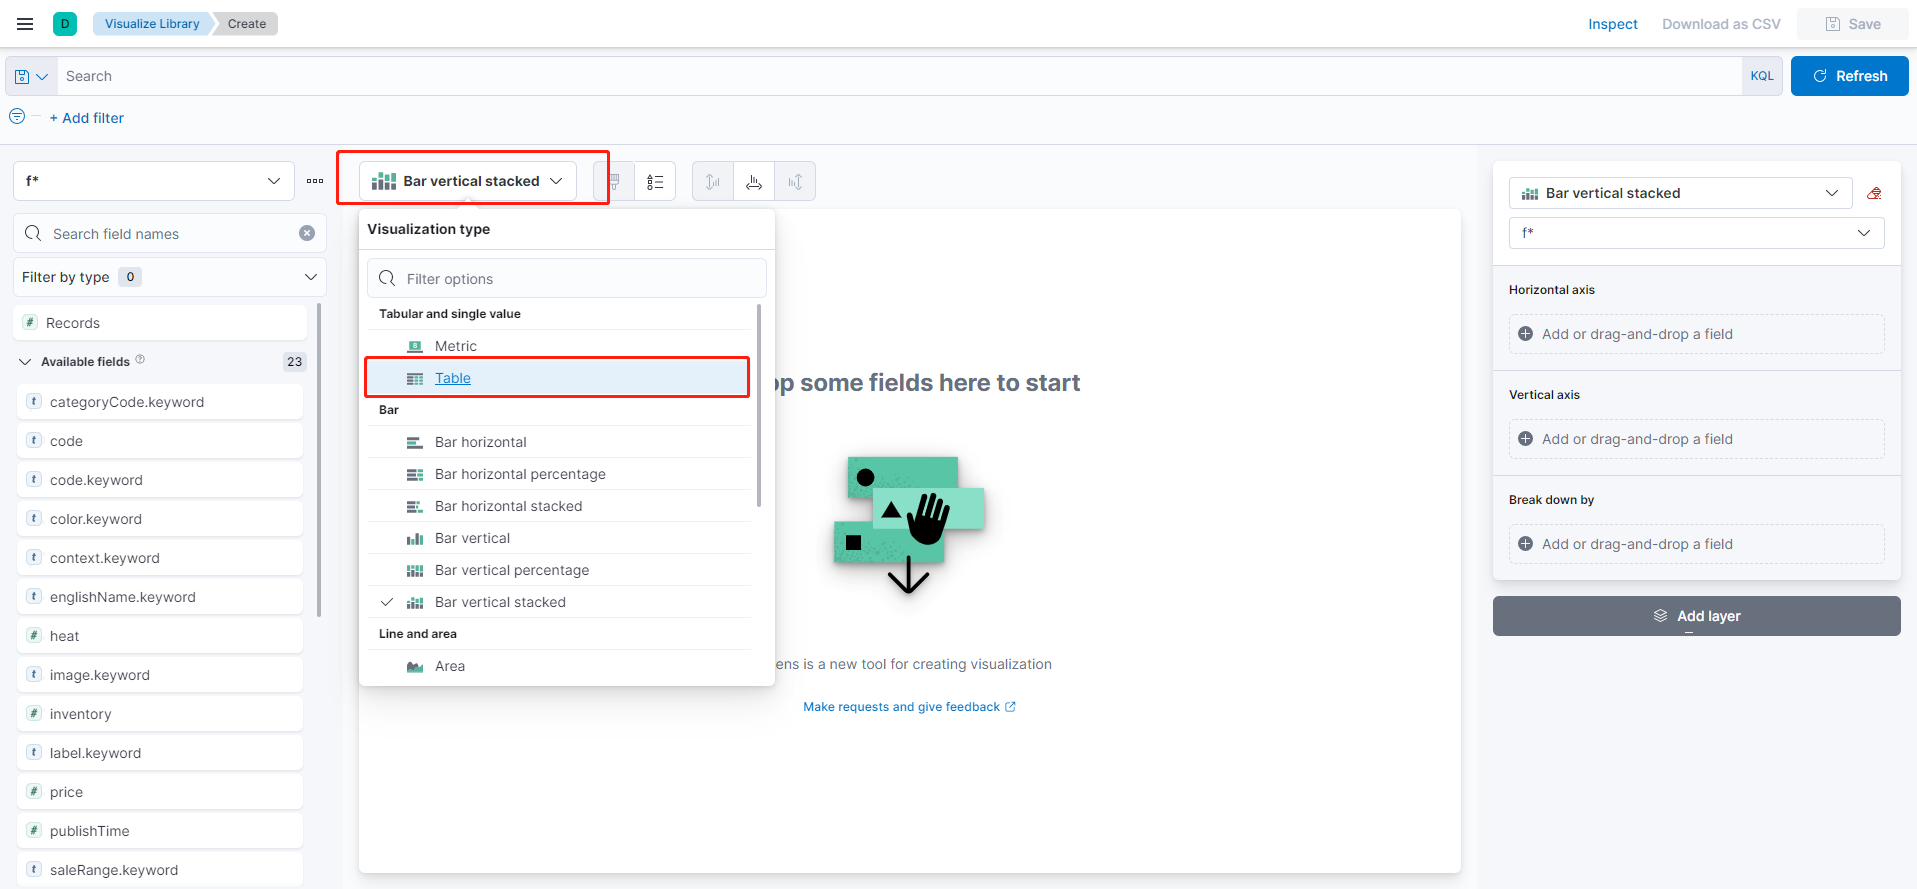 D
Visualize Library
Create
Inspect
Download as CSV
Save
Search
KQL
Refresh
+ Add filter
f*
Bar vertical stacked
Search field names
Filter by type 0
# Records
Available fields 23
t categoryCode.keyword
t code
t code.keyword
t color.keyword
t context.keyword
t englishName.keyword
# heat
t image.keyword
# inventory
t label.keyword
# price
# publishTime
t saleRange.keyword
Visualization type
Filter options
Tabular and single value
8 Metric
Table
Bar
Bar horizontal
Bar horizontal percentage
Bar horizontal stacked
Bar vertical
Bar vertical percentage
Bar vertical stacked
Line and area
Area
op some fields here to start
ens is a new tool for creating visualization
Make requests and give feedback
Bar vertical stacked
f*
Horizontal axis
Add or drag-and-drop a field
Vertical axis
Add or drag-and-drop a field
Break down by
Add or drag-and-drop a field
Add layer